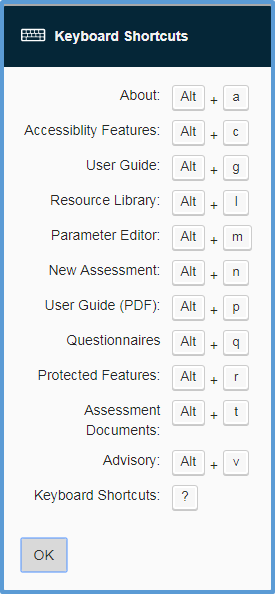 Keyboard Shortcuts
About: Alt + a
Accessiblity Features: Alt + c
User Guide: Alt + g
Resource Library: Alt + l
Parameter Editor: Alt + m
New Assessment: Alt + n
User Guide (PDF): Alt + p
Questionnaires Alt + q
Protected Features: Alt + r
Assessment Alt + t
Documents:
Advisory: Alt + v
Keyboard Shortcuts: ?
OK